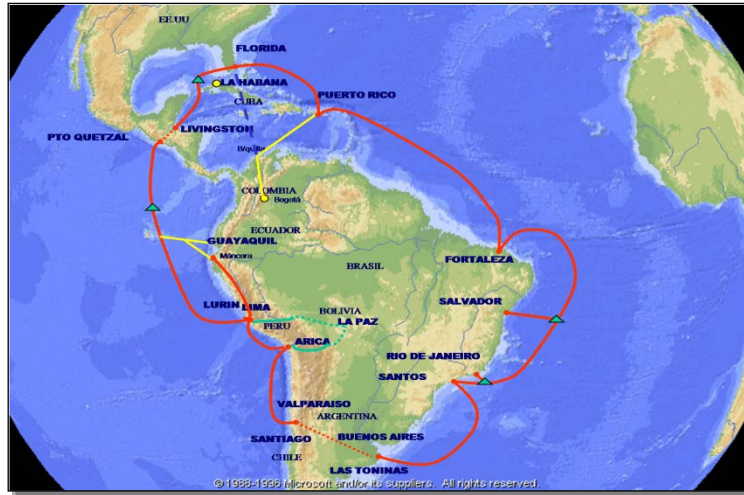 EE.UU
FLORIDA
LA HABANA
CUBA
PUERTO RICO
LIVINGSTON
PTO QUETZAL
B/quilla
COLOMBIA
Bogotá
ECUADOR
GUAYAQUIL
Máncora
FORTALEZA
BRASIL
SALVADOR
LURIN LIMA
BOLIVIA
PERU
LA PAZ
ARICA
RIO DE JANEIRO
SANTOS
VALPARAISO
ARGENTINA
SANTIAGO
BUENOS AIRES
CHILE
LAS TONINAS
© 1988-1996 Microsoft and/or its suppliers. All rights reserved.